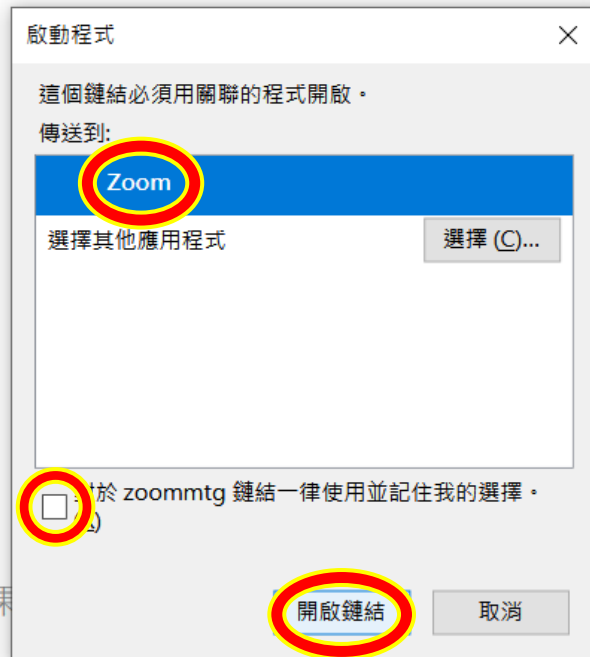 啟動程式
這個鏈結必須用關聯的程式開啟。
傳送到:
Zoom
選擇其他應用程式
選擇 (C)...
於 zoommtg 鏈結一律使用並記住我的選擇。
開啟鏈結
取消